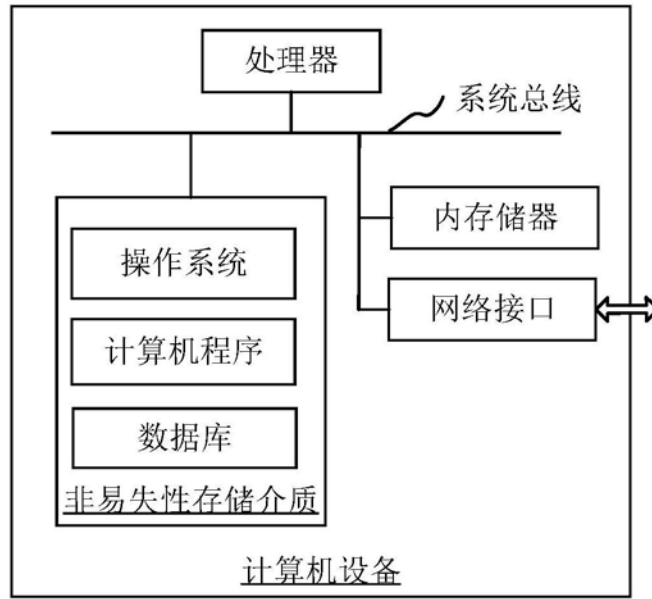 处理器
系统总线
内存储器
操作系统
网络接口
计算机程序
数据库
非易失性存储介质
计算机设备